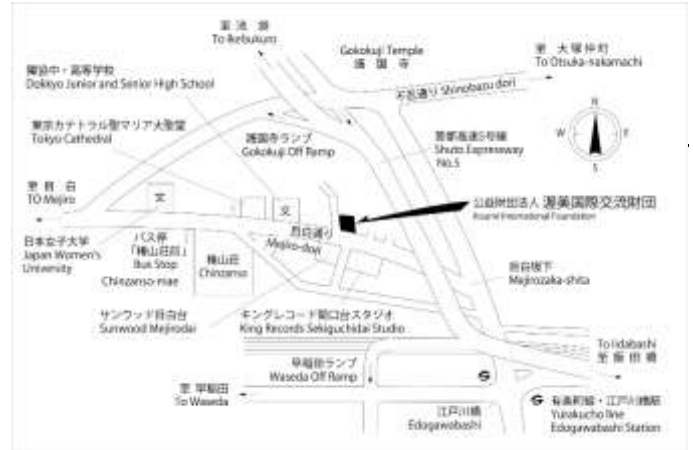 至 池 袋
To Ikebukuro
Gokokuji Temple
護 国 寺
至 大塚仲町
To Otsuka-nakamachi
獨協中・高等学校
Dokkyo Junior and Senior High School
不忍通り Shinobazu dori
東京カテドラル聖マリア大聖堂
Tokyo Cathedral
護国寺ランプ
Gokokuji Off Ramp
首都高速5号線
Shuto Expressway
No.5
N
W
E
S
至 目 白
TO Mejiro
文
文
公益財団法人 渥美国際交流財団
Atsumi International Foundation
日本女子大学
Japan Women's
University
バス停
「椿山荘前」
Bus Stop
Chinzanso-mae
椿山荘
Chinzanso
目白通り
Mejiro-dori
目白坂下
Mejirozaka-shita
サンウッド目白台
Sunwood Mejirodai
キングレコード関口台スタジオ
King Records Sekiguchidai Studio
To Iidabashi
至 飯 田 橋
早稲田ランプ
Waseda Off Ramp
至 早稲田
To Waseda
江戸川橋
Edogawabashi
有楽町線・江戸川橋駅
Yurakucho line
Edogawabashi Station